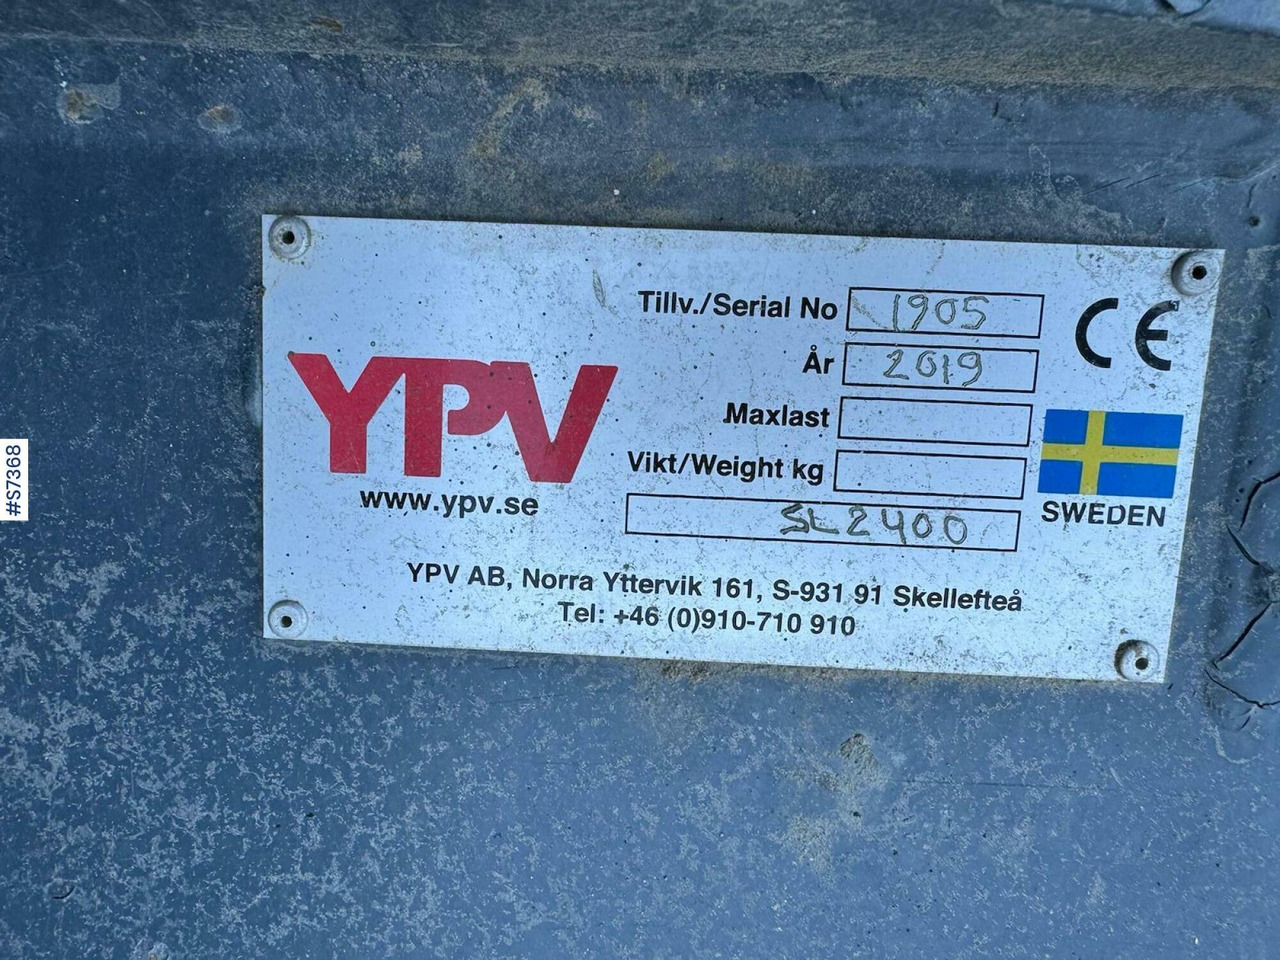 #S7368
YPV
www.ypv.se
Tillv./Serial No 1905
År 2019
Maxlast
Vikt/Weight kg
SL2400
CE
SWEDEN
YPV AB, Norra Yttervik 161, S-931 91 Skellefteå
Tel: +46 (0)910-710 910